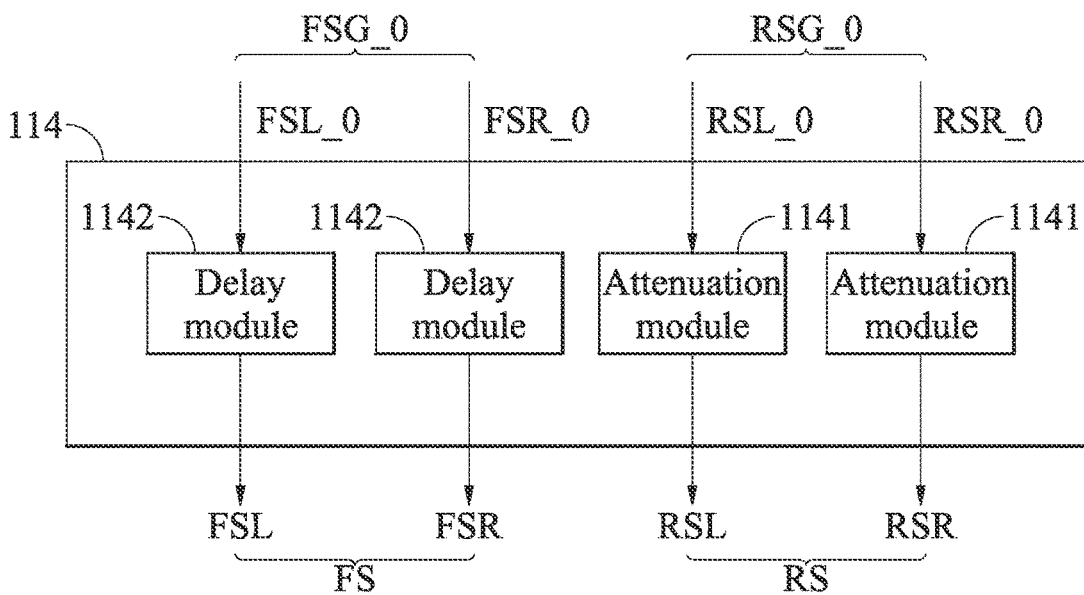 FSG_0 RSG_0
FSL_0 FSR_0 RSL_0 RSR_0
114
1142 1142 1141 1141
Delay Delay Attenuation Attenuation
module module module module
FSL FSR RSL RSR
FS RS